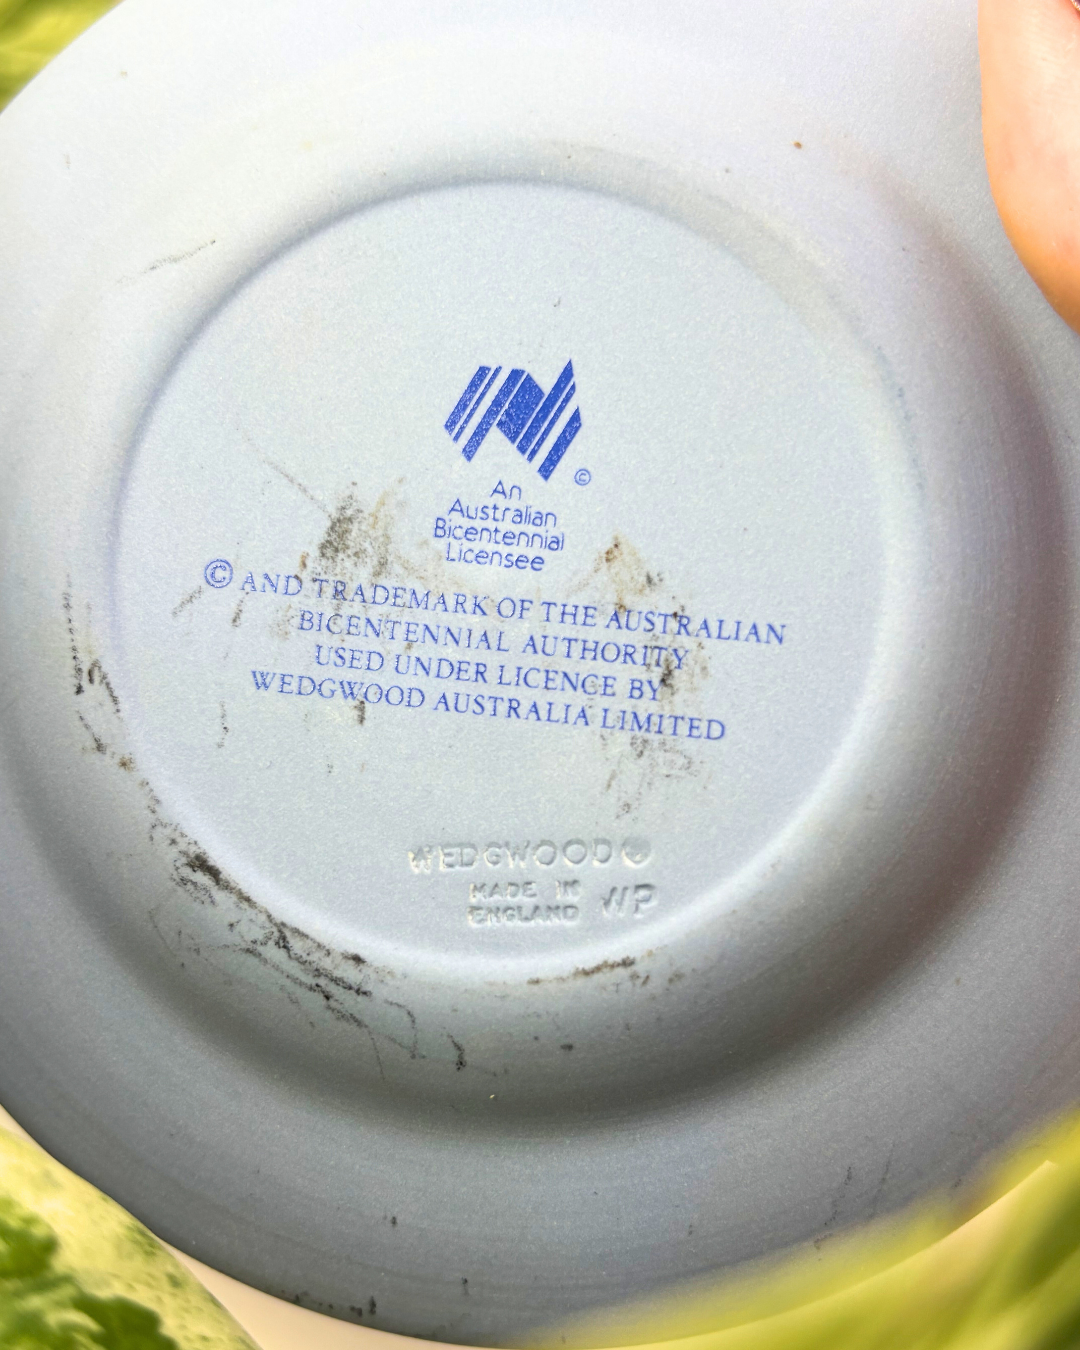 ©
An
Australian
Bicentennial
Licensee
© AND TRADEMARK OF THE AUSTRALIAN
BICENTENNIAL AUTHORITY
USED UNDER LICENCE BY
WEDGWOOD AUSTRALIA LIMITED
WEDGWOOD
MADE IN
ENGLAND WP